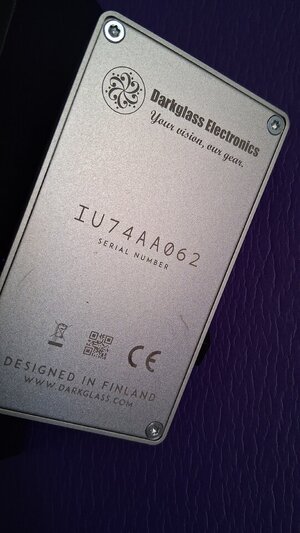 Darkglass Electronics
Your vision, our gear.
IU74AA062
SERIAL NUMBER
CE
DESIGNED IN FINLAND
WWW.DARKGLASS.COM